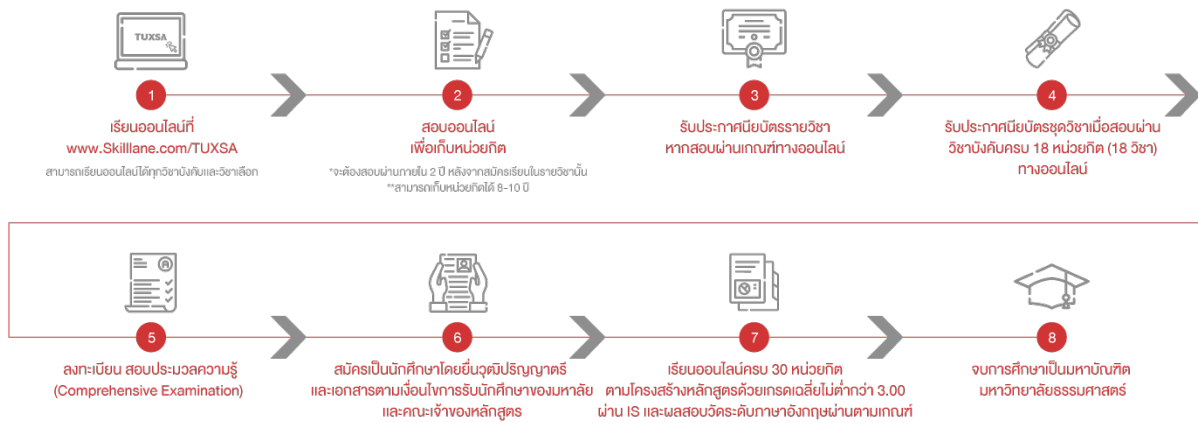 TUXSA
1
เรียนออนไลน์ที่
www.Skilllane.com/TUXSA
สามารถเรียนออนไลน์ได้ทุกวิชาบังคับและวิชาเลือก
2
สอบออนไลน์
เพื่อเก็บหน่วยกิต
*จะต้องสอบผ่านภายใน 2 ปี หลังจากสมัครเรียนในรายวิชานั้น
**สามารถเก็บหน่วยกิตได้ 8-10 ปี
3
รับประกาศนียบัตรรายวิชา
หากสอบผ่านเกณฑ์ทางออนไลน์
4
รับประกาศนียบัตรชุดวิชาเมื่อสอบผ่าน
วิชาบังคับครบ 18 หน่วยกิต (18 วิชา)
ทางออนไลน์
5
ลงทะเบียน สอบประมวลความรู้
(Comprehensive Examination)
6
สมัครเป็นนักศึกษาโดยยื่นวุฒิปริญญาตรี
และเอกสารตามเงื่อนไขการรับนักศึกษาของมหาลัย
และคณะเจ้าของหลักสูตร
7
เรียนออนไลน์ครบ 30 หน่วยกิต
ตามโครงสร้างหลักสูตรด้วยเกรดเฉลี่ยไม่ต่ำกว่า 3.00
ผ่าน IS และผลสอบวัดระดับภาษาอังกฤษผ่านตามเกณฑ์
8
จบการศึกษาเป็นมหาบัณฑิต
มหาวิทยาลัยธรรมศาสตร์